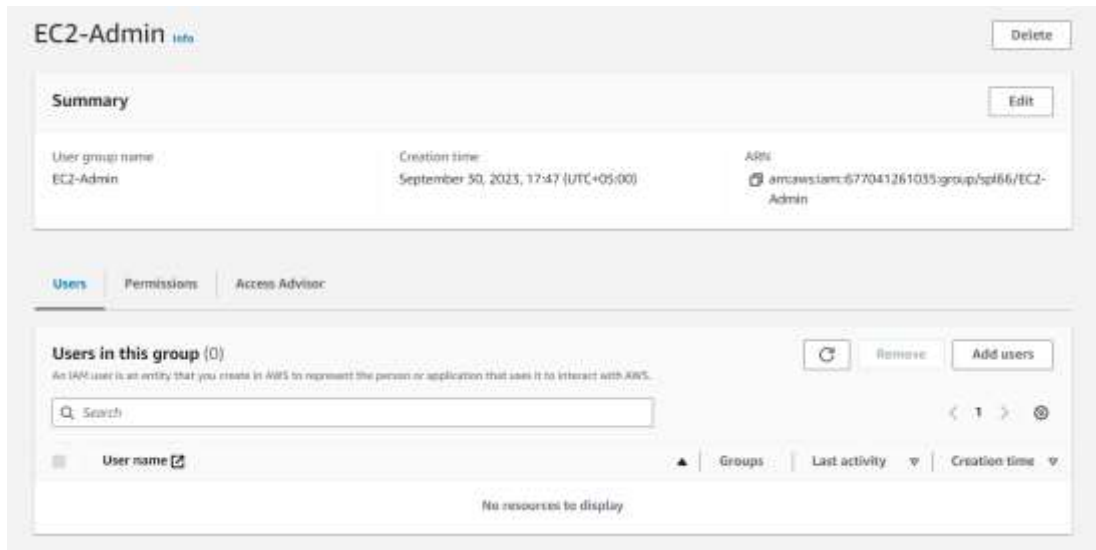 EC2-Admin Info
Delete
Summary
Edit
User group name
EC2-Admin
Creation time
September 30, 2023, 17:47 (UTC+05:00)
ARN
arn:aws:iam::677041261035:group/spl66/EC2-
Admin
Users
Permissions
Access Advisor
Users in this group (0)
An IAM user is an entity that you create in AWS to represent the person or application that uses it to interact with AWS.
Remove
Add users
Search
1
User name
Groups
Last activity
Creation time
No resources to display